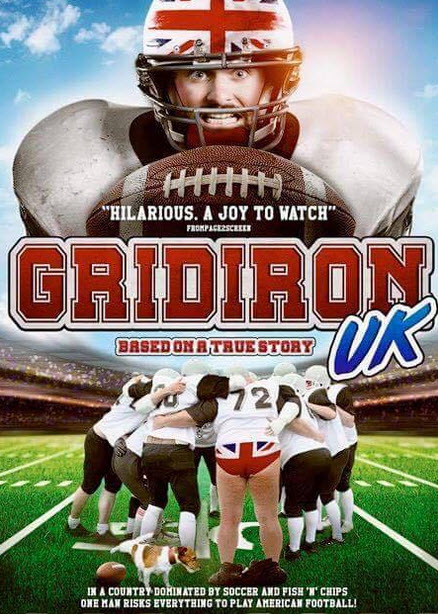 "HILARIOUS. A JOY TO WATCH"
FROMPAGE2SCREEN
GRIDIRON
UK
BASED ON A TRUE STORY
72
IN A COUNTRY DOMINATED BY SOCCER AND FISH 'N' CHIPS
ONE MAN RISKS EVERYTHING TO PLAY AMERICAN FOOTBALL!